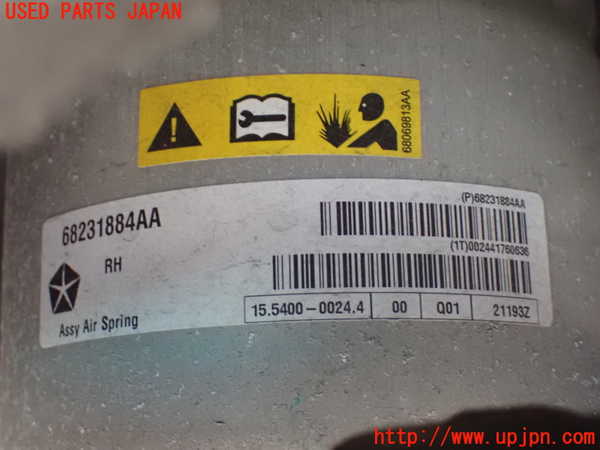 USED PARTS JAPAN
68069813AA
68231884AA
(P)68231884AA
RH
(1T)002441760636
Assy Air Spring
15.5400-0024.4 00 Q01 21193Z
http://www.upjpn.com/